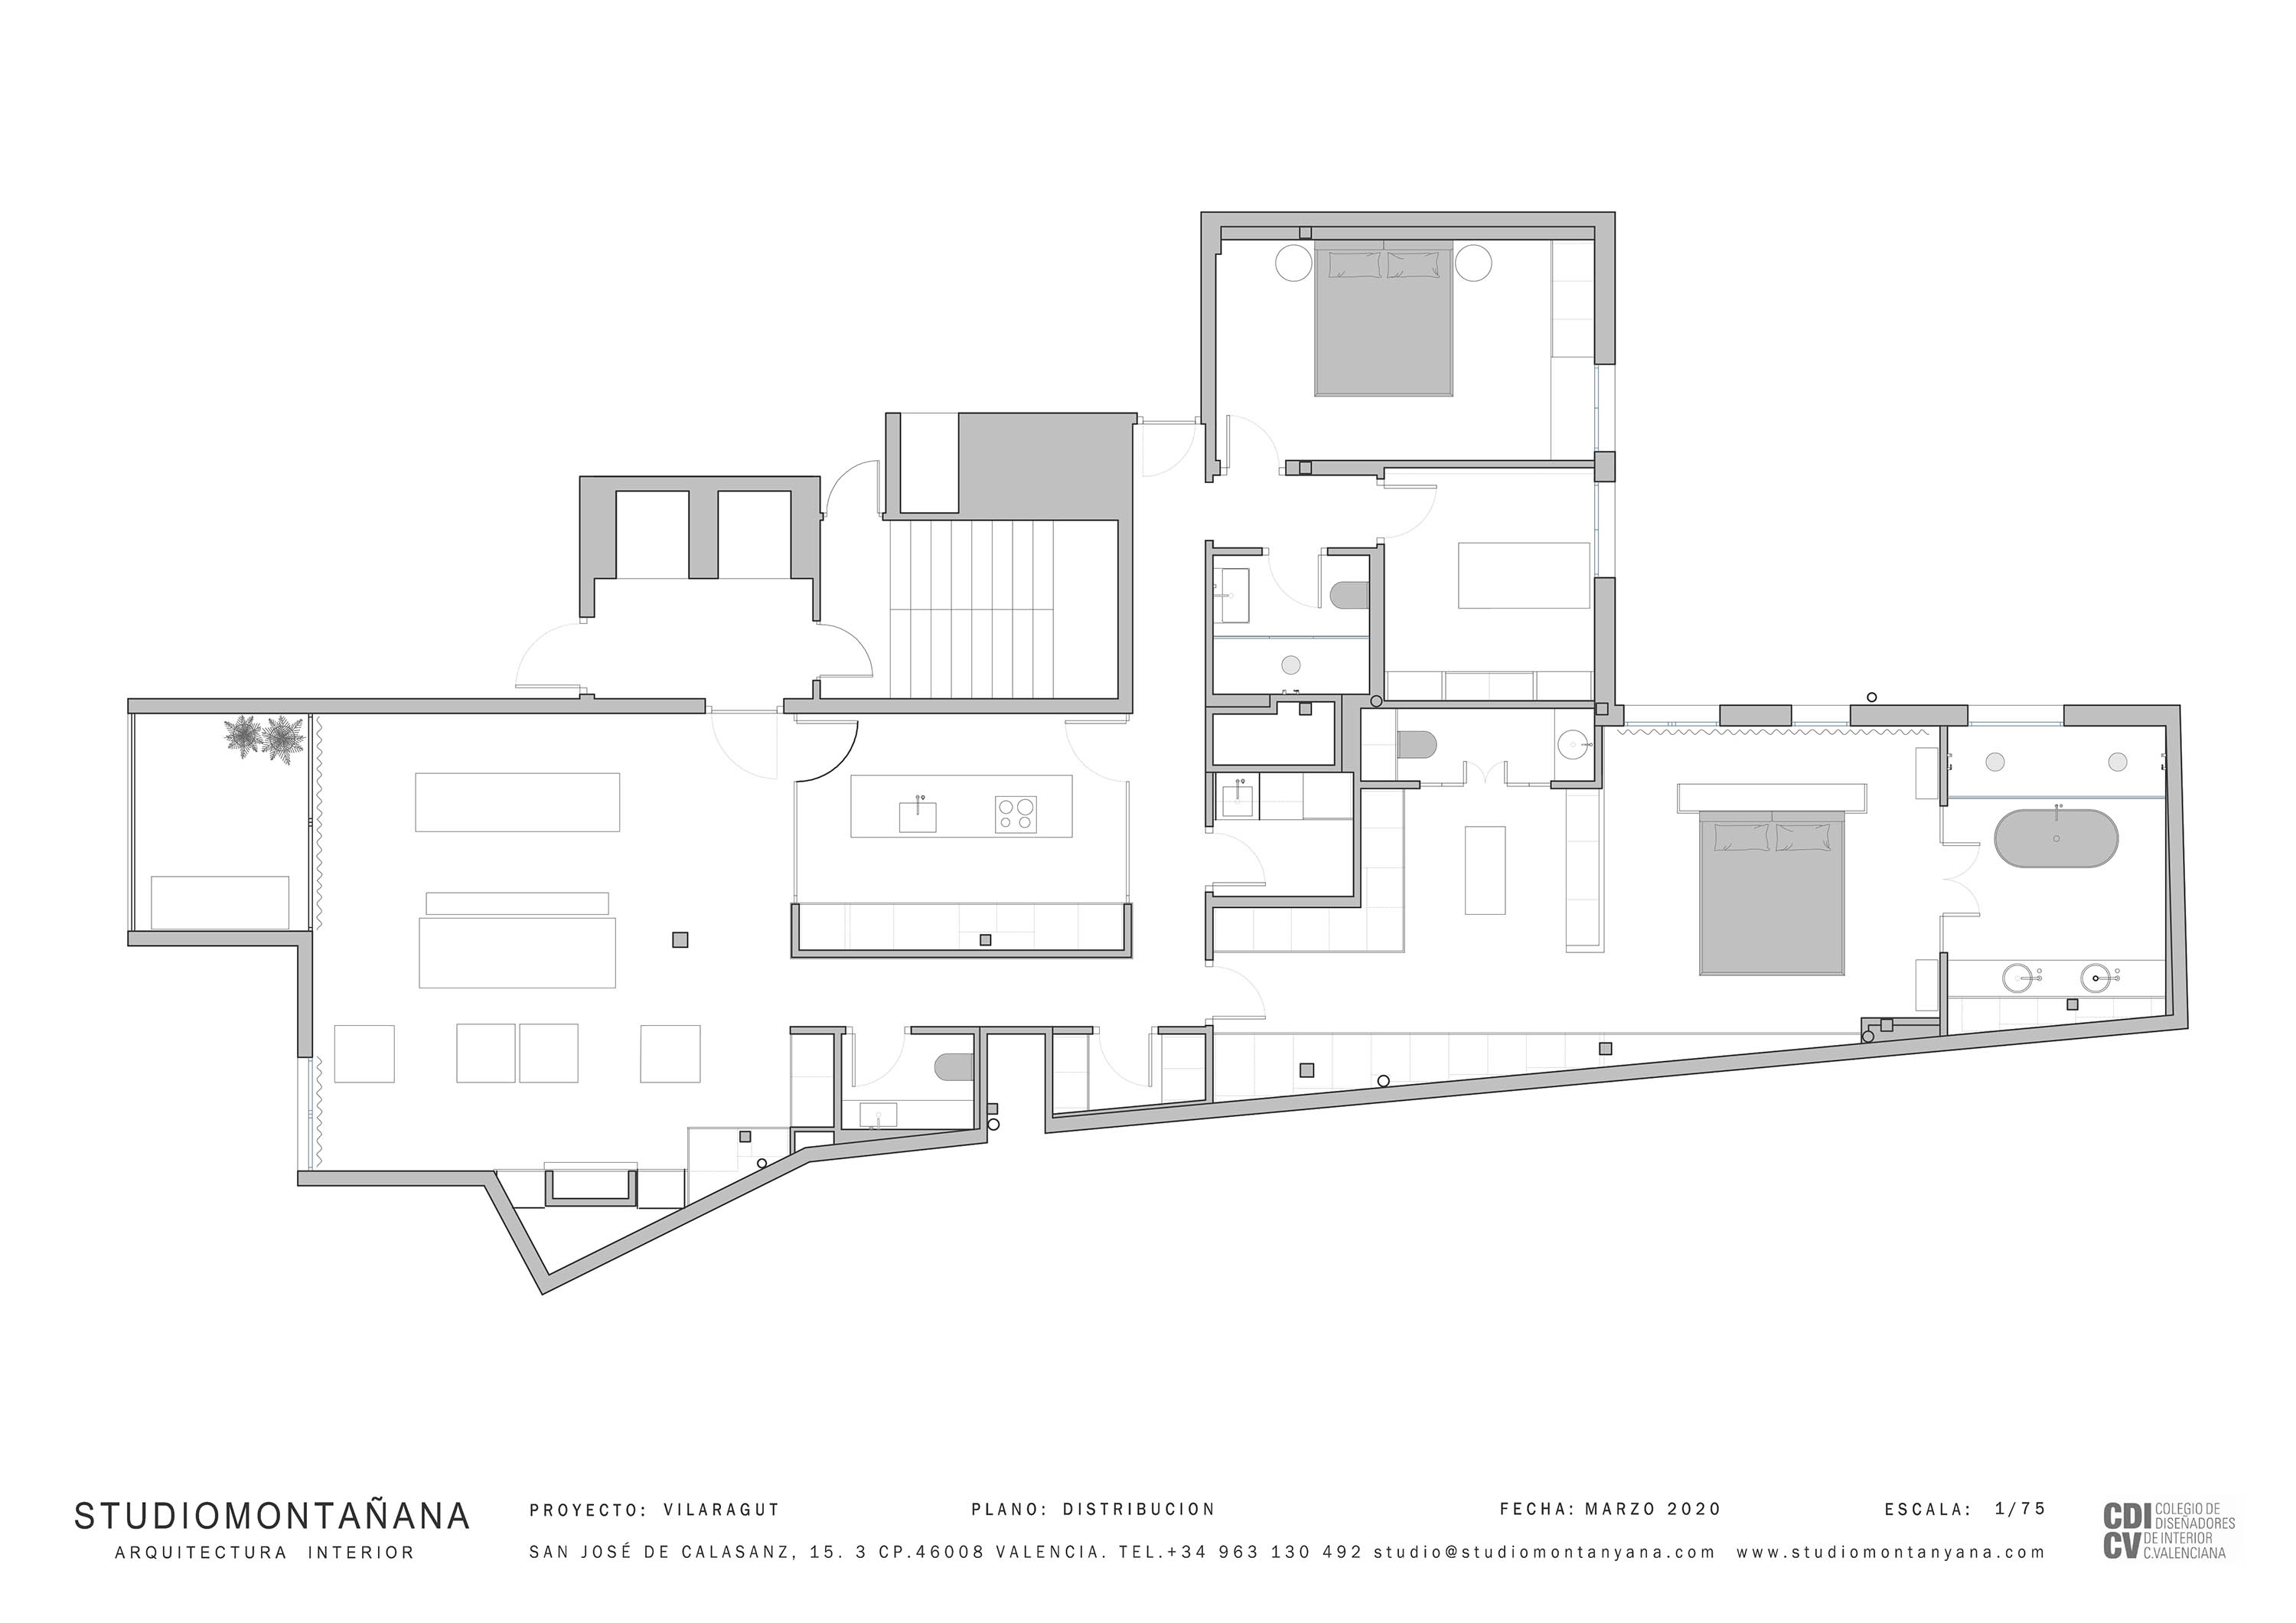 STUDIOMONTAÑANA
ARQUITECTURA INTERIOR
PROYECTO: VILARAGUT
PLANO: DISTRIBUCION
FECHA: MARZO 2020
ESCALA: 1/75
SAN JOSÉ DE CALASANZ, 15. 3 CP.46008 VALENCIA. TEL.+34 963 130 492 studio@studiomontanyana.com www.studiomontanyana.com
CDI COLEGIO DE
DISEÑADORES
CV DE INTERIOR
C.VALENCIANA